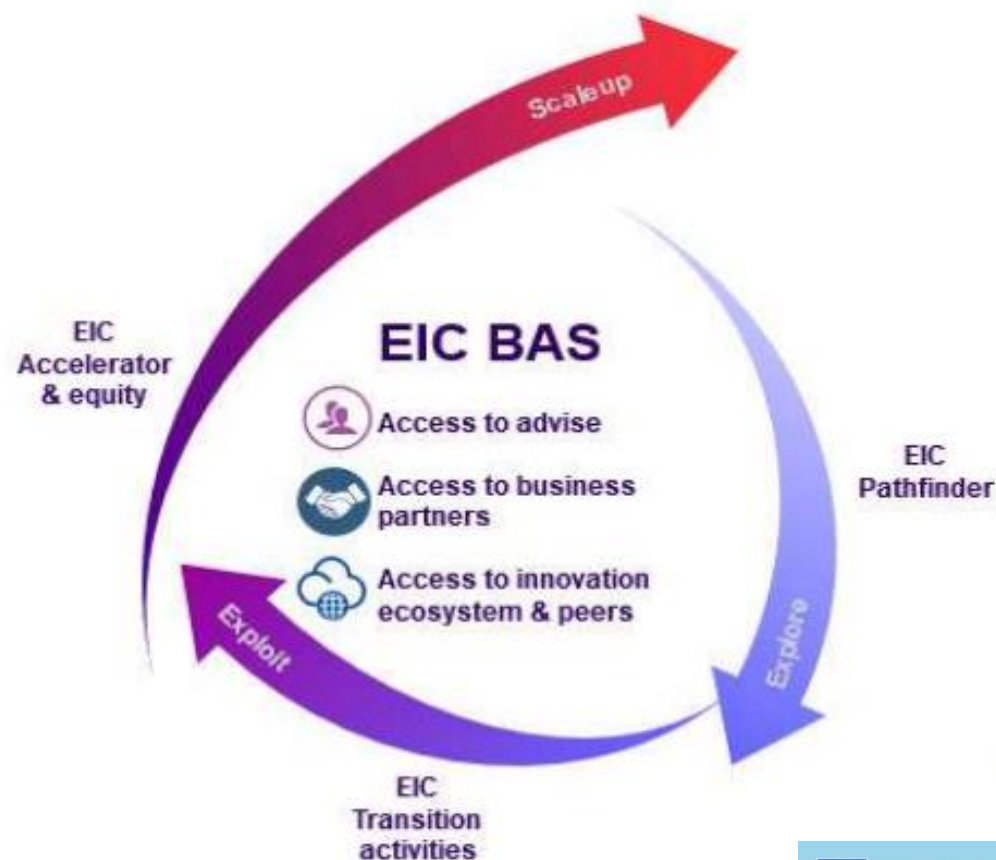 Scaleup
EIC
Accelerator
& equity
EIC BAS
Access to advise
Access to business
partners
Access to innovation
ecosystem & peers
EIC
Pathfinder
Explore
Exploit
EIC
Transition
activities